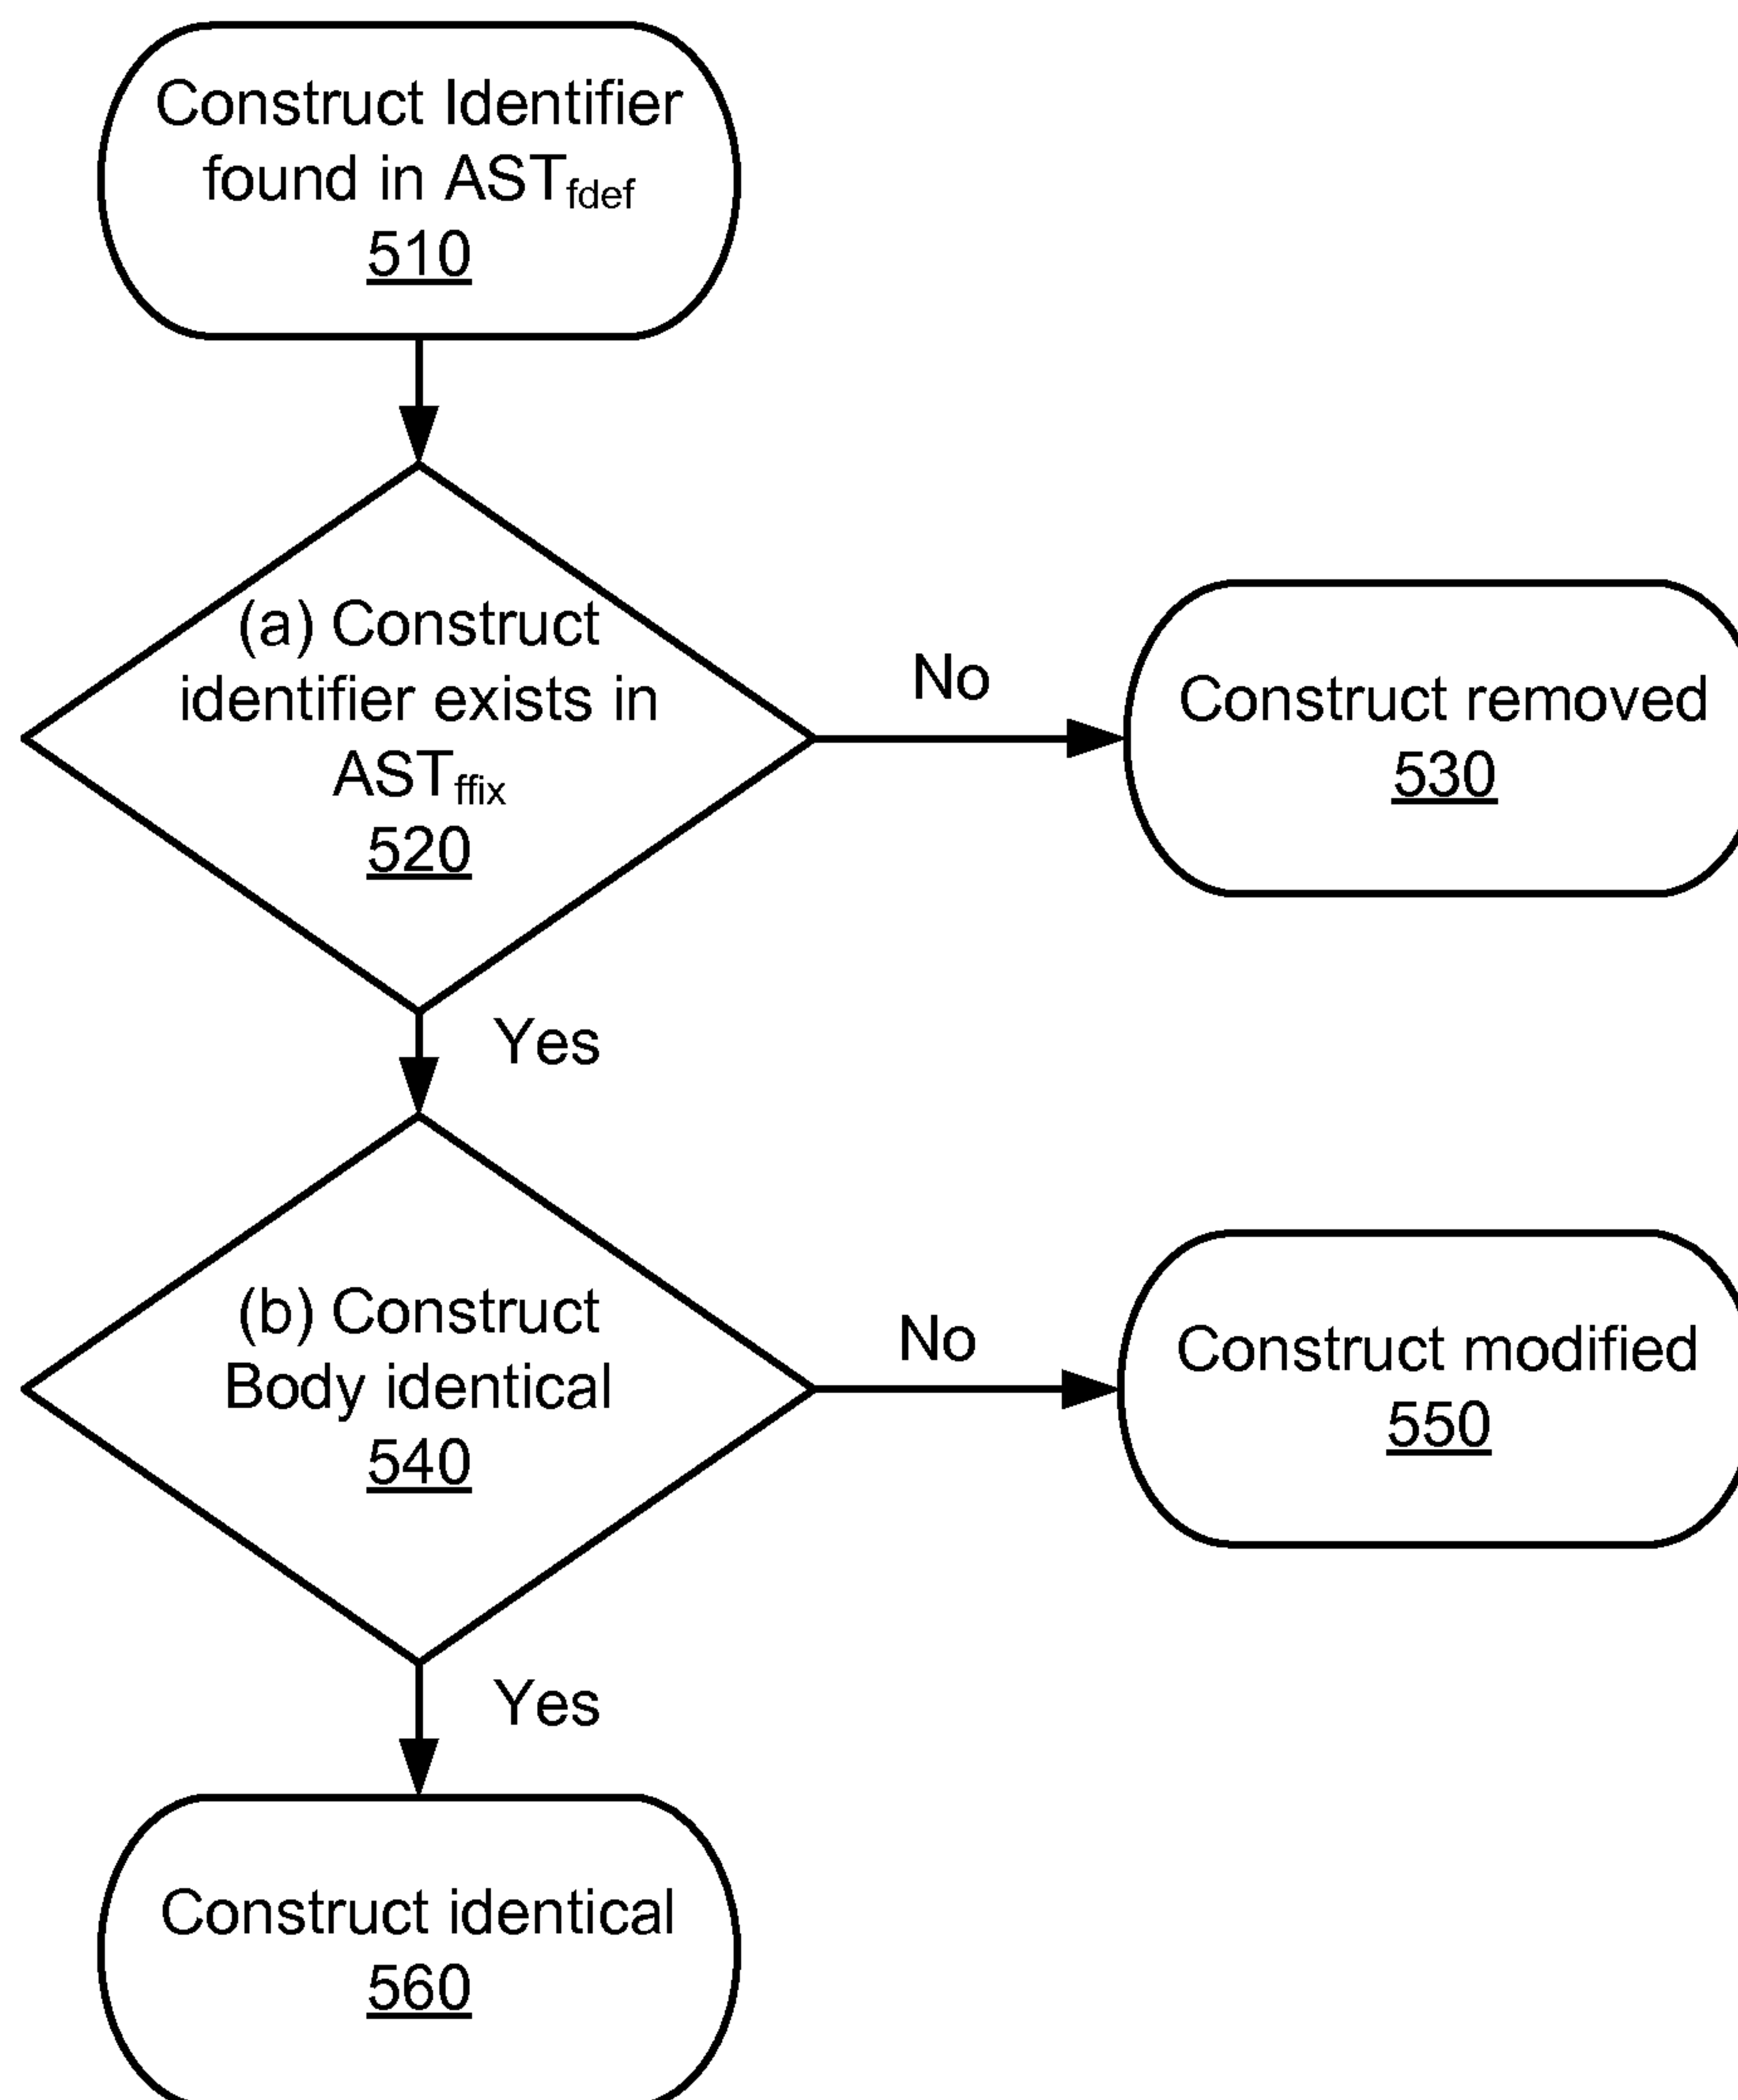 Construct Identifier
found in ASTfdef
510
(a) Construct
identifier exists in
ASTffix
520
No
Construct removed
530
Yes
(b) Construct
Body identical
540
No
Construct modified
550
Yes
Construct identical
560